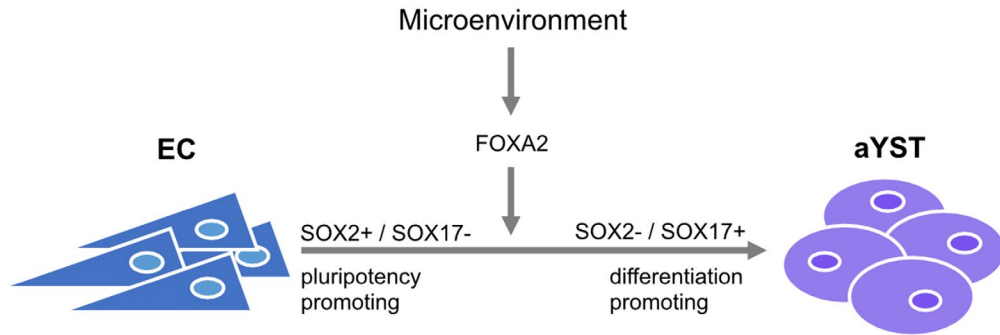 Microenvironment
FOXA2
EC
aYST
SOX2+ / SOX17-
SOX2- / SOX17+
pluripotency
promoting
differentiation
promoting